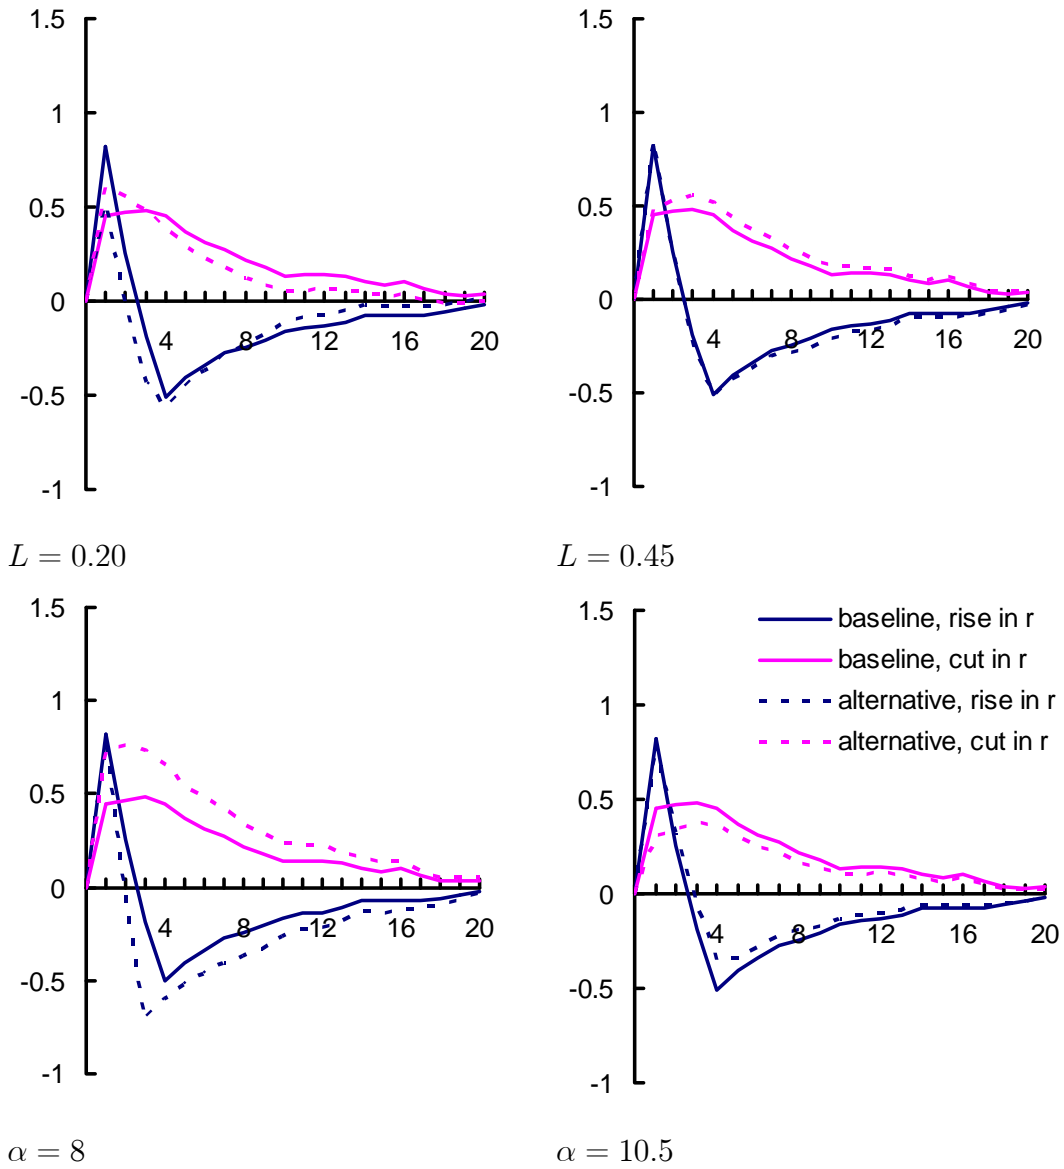 1.5
1
0.5
0
-0.5
-1
4 8 12 16 20
L = 0.20
1.5
1
0.5
0
-0.5
-1
4 8 12 16 20
L = 0.45
1.5
1
0.5
0
-0.5
-1
4 8 12 16 20
α = 8
1.5
1
0.5
0
-0.5
-1
4 8 12 16 20
baseline, rise in r
baseline, cut in r
alternative, rise in r
alternative, cut in r
α = 10.5